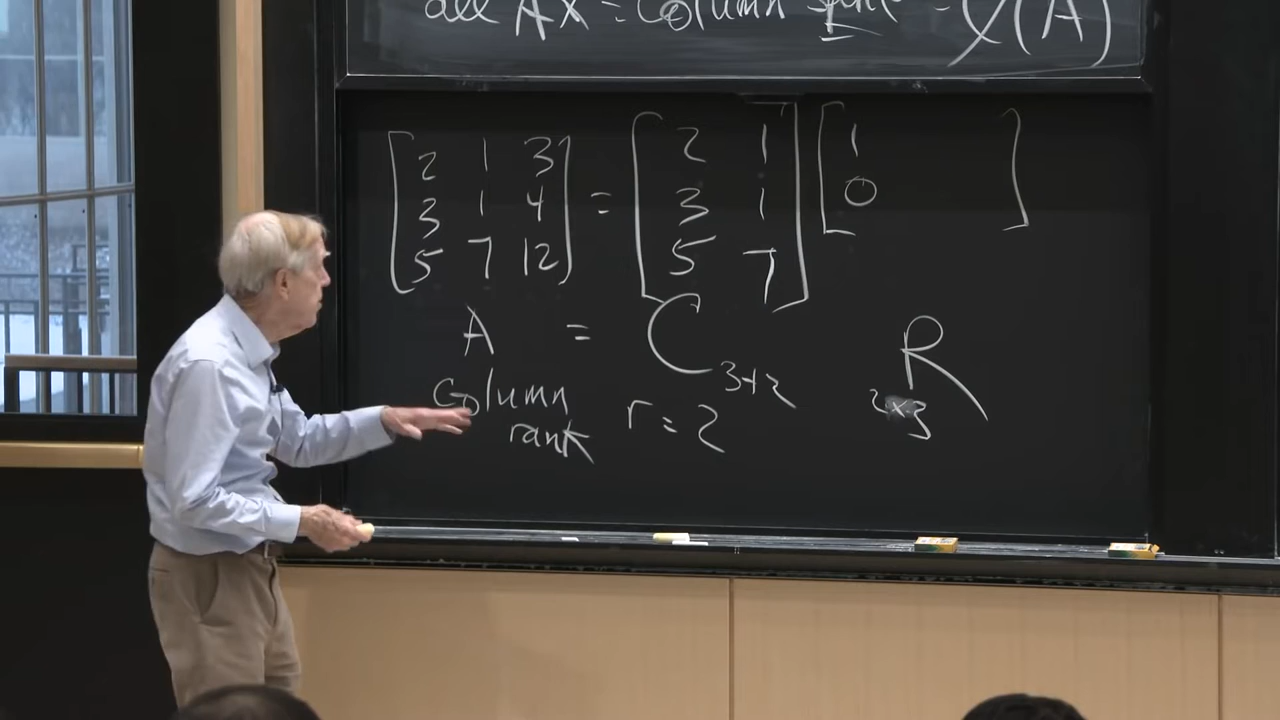 all Ax = Column space = C(A)
2 1 3 2 1 1
3 1 4 = 3 1 0
5 7 12 5 7
A = C 3×2 R 2×3
Column rank r = 2